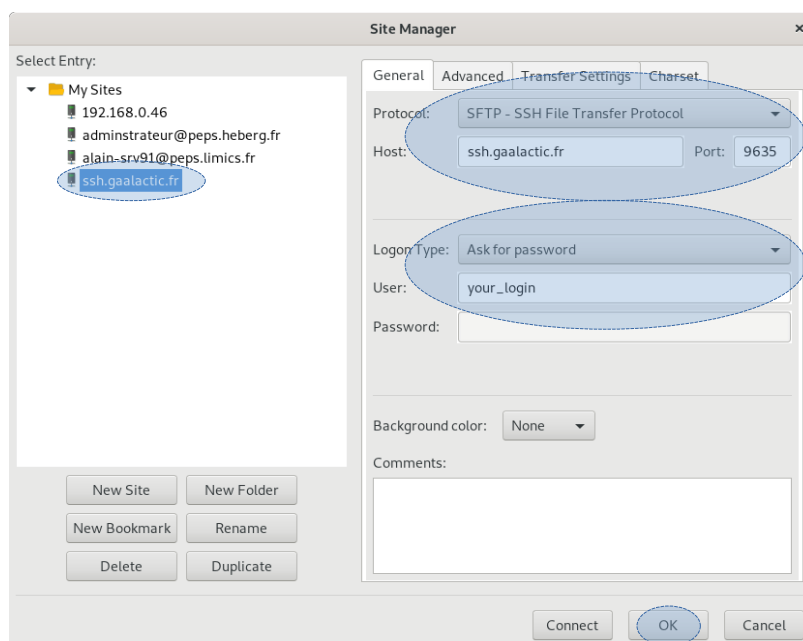 Site Manager
×
Select Entry:
My Sites
192.168.0.46
adminstrateur@peps.heberg.fr
alain-srv91@peps.limics.fr
ssh.gaalactic.fr
New Site New Folder
New Bookmark Rename
Delete Duplicate
General Advanced Transfer Settings Charset
Protocol: SFTP - SSH File Transfer Protocol
Host: ssh.gaalactic.fr Port: 9635
Logon Type: Ask for password
User: your_login
Password:
Background color: None
Comments:
Connect OK Cancel